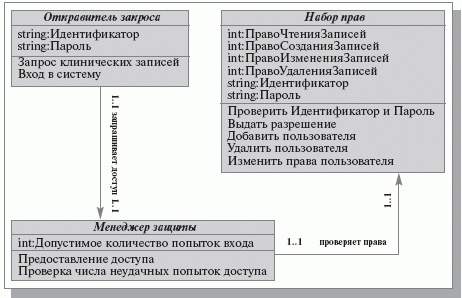 Отправитель запроса
string:Идентификатор
string:Пароль
Запрос клинических записей
Вход в систему
Набор прав
int:ПравоЧтенияЗаписей
int:ПравоСозданияЗаписей
int:ПравоИзмененияЗаписей
int:ПравоУдаленияЗаписей
string:Идентификатор
string:Пароль
Проверить Идентификатор и Пароль
Выдать разрешение
Добавить пользователя
Удалить пользователя
Изменить права пользователя
1..1 запрашивает доступ 1..1
Менеджер защиты
int:Допустимое количество попыток входа
Предоставление доступа
Проверка числа неудачных попыток доступа
1..1 проверяет права
1..1